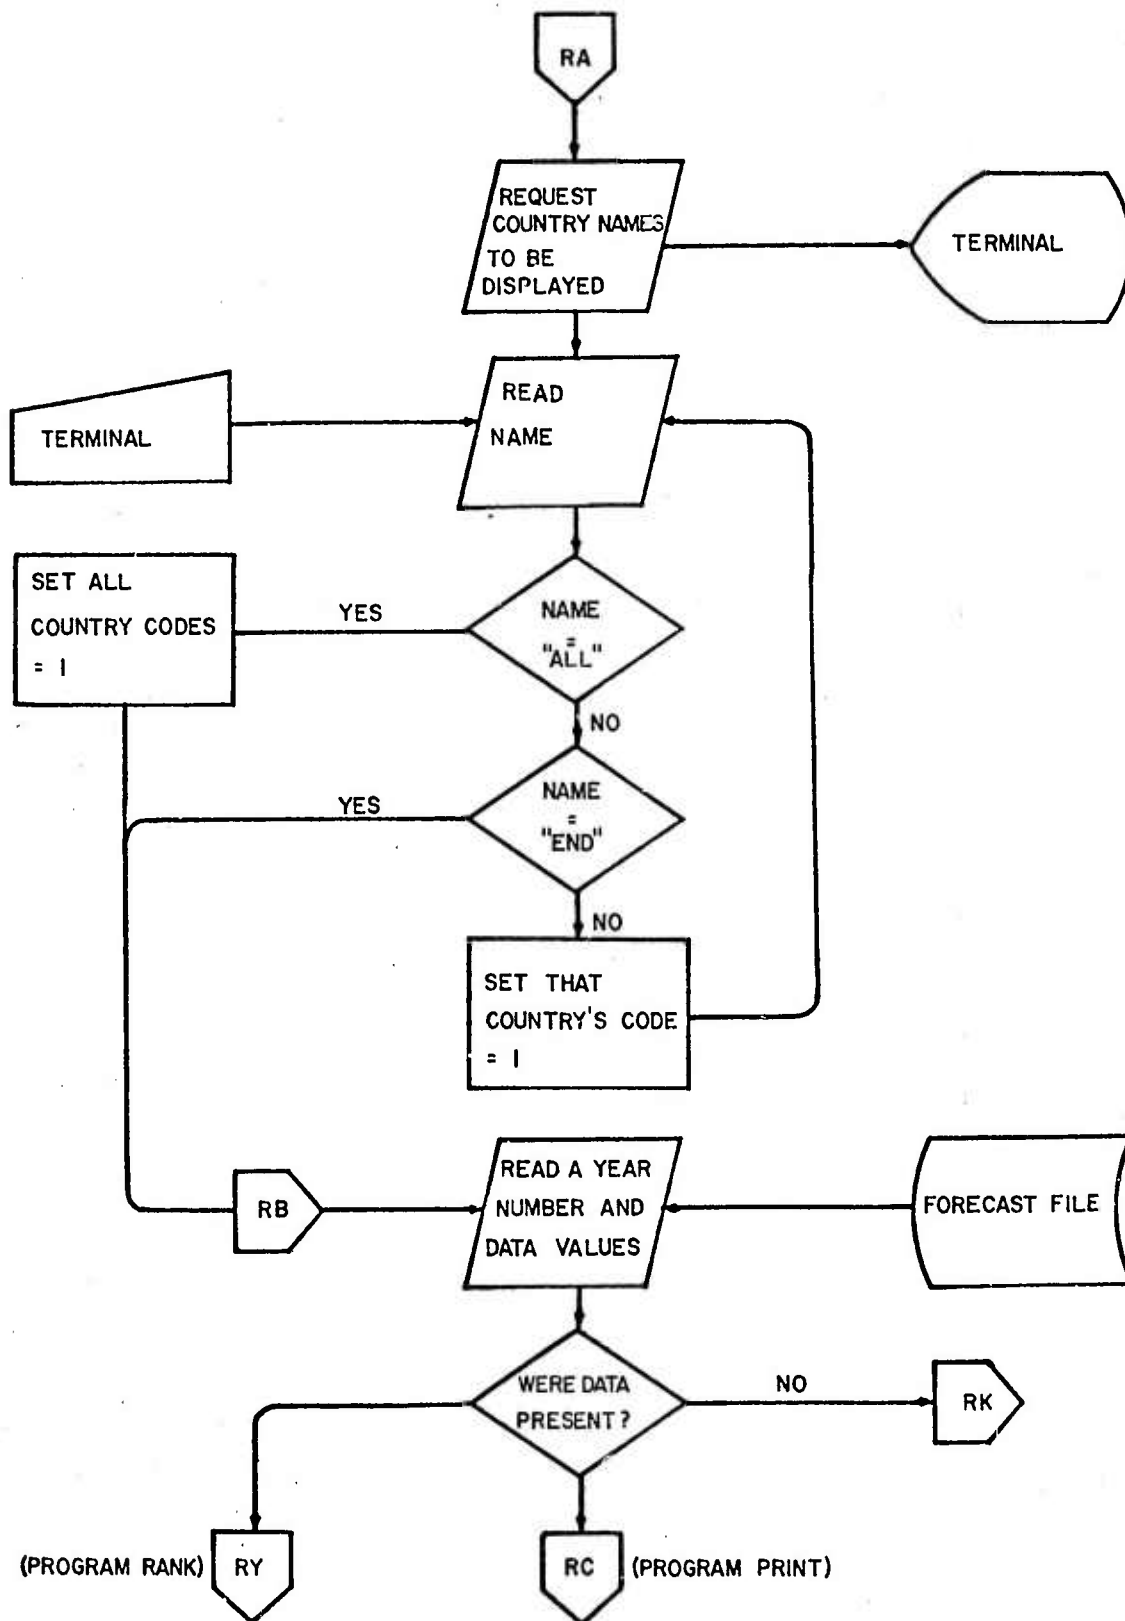 RA
REQUEST
COUNTRY NAMES
TO BE
DISPLAYED
TERMINAL
READ
NAME
TERMINAL
SET ALL
COUNTRY CODES
= 1
YES
NAME
=
"ALL"
NO
YES
NAME
=
"END"
NO
SET THAT
COUNTRY'S CODE
= 1
RB
READ A YEAR
NUMBER AND
DATA VALUES
FORECAST FILE
WERE DATA
PRESENT?
NO
RK
(PROGRAM RANK)
RY
RC
(PROGRAM PRINT)